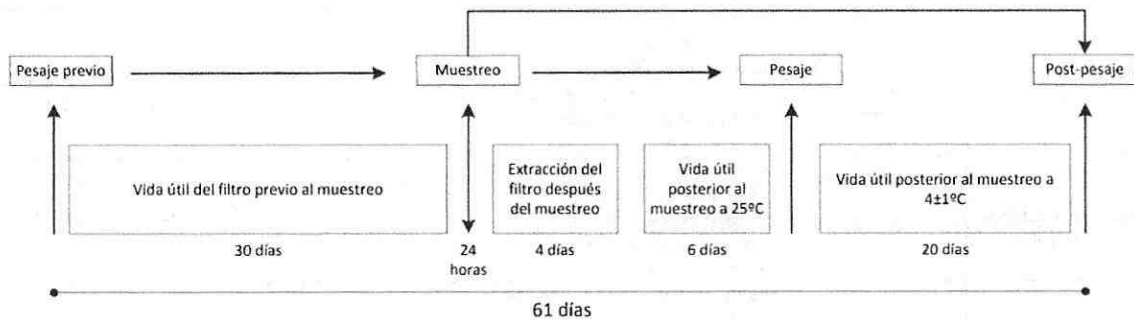 Pesaje previo
Muestreo
Pesaje
Post-pesaje
Vida útil del filtro previo al muestreo
Extracción del
filtro después
del muestreo
Vida útil
posterior al
muestreo a 25ºC
Vida útil posterior al muestreo a
4±1ºC
30 días
24
horas
4 días
6 días
20 días
61 días